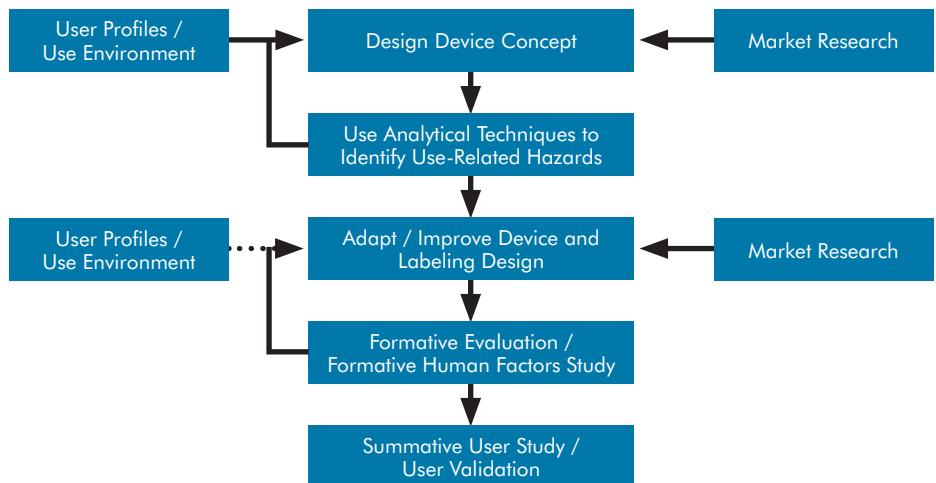 User Profiles /
Use Environment
Design Device Concept
Market Research
Use Analytical Techniques to
Identify Use-Related Hazards
User Profiles /
Use Environment
Adapt / Improve Device and
Labeling Design
Market Research
Formative Evaluation /
Formative Human Factors Study
Summative User Study /
User Validation